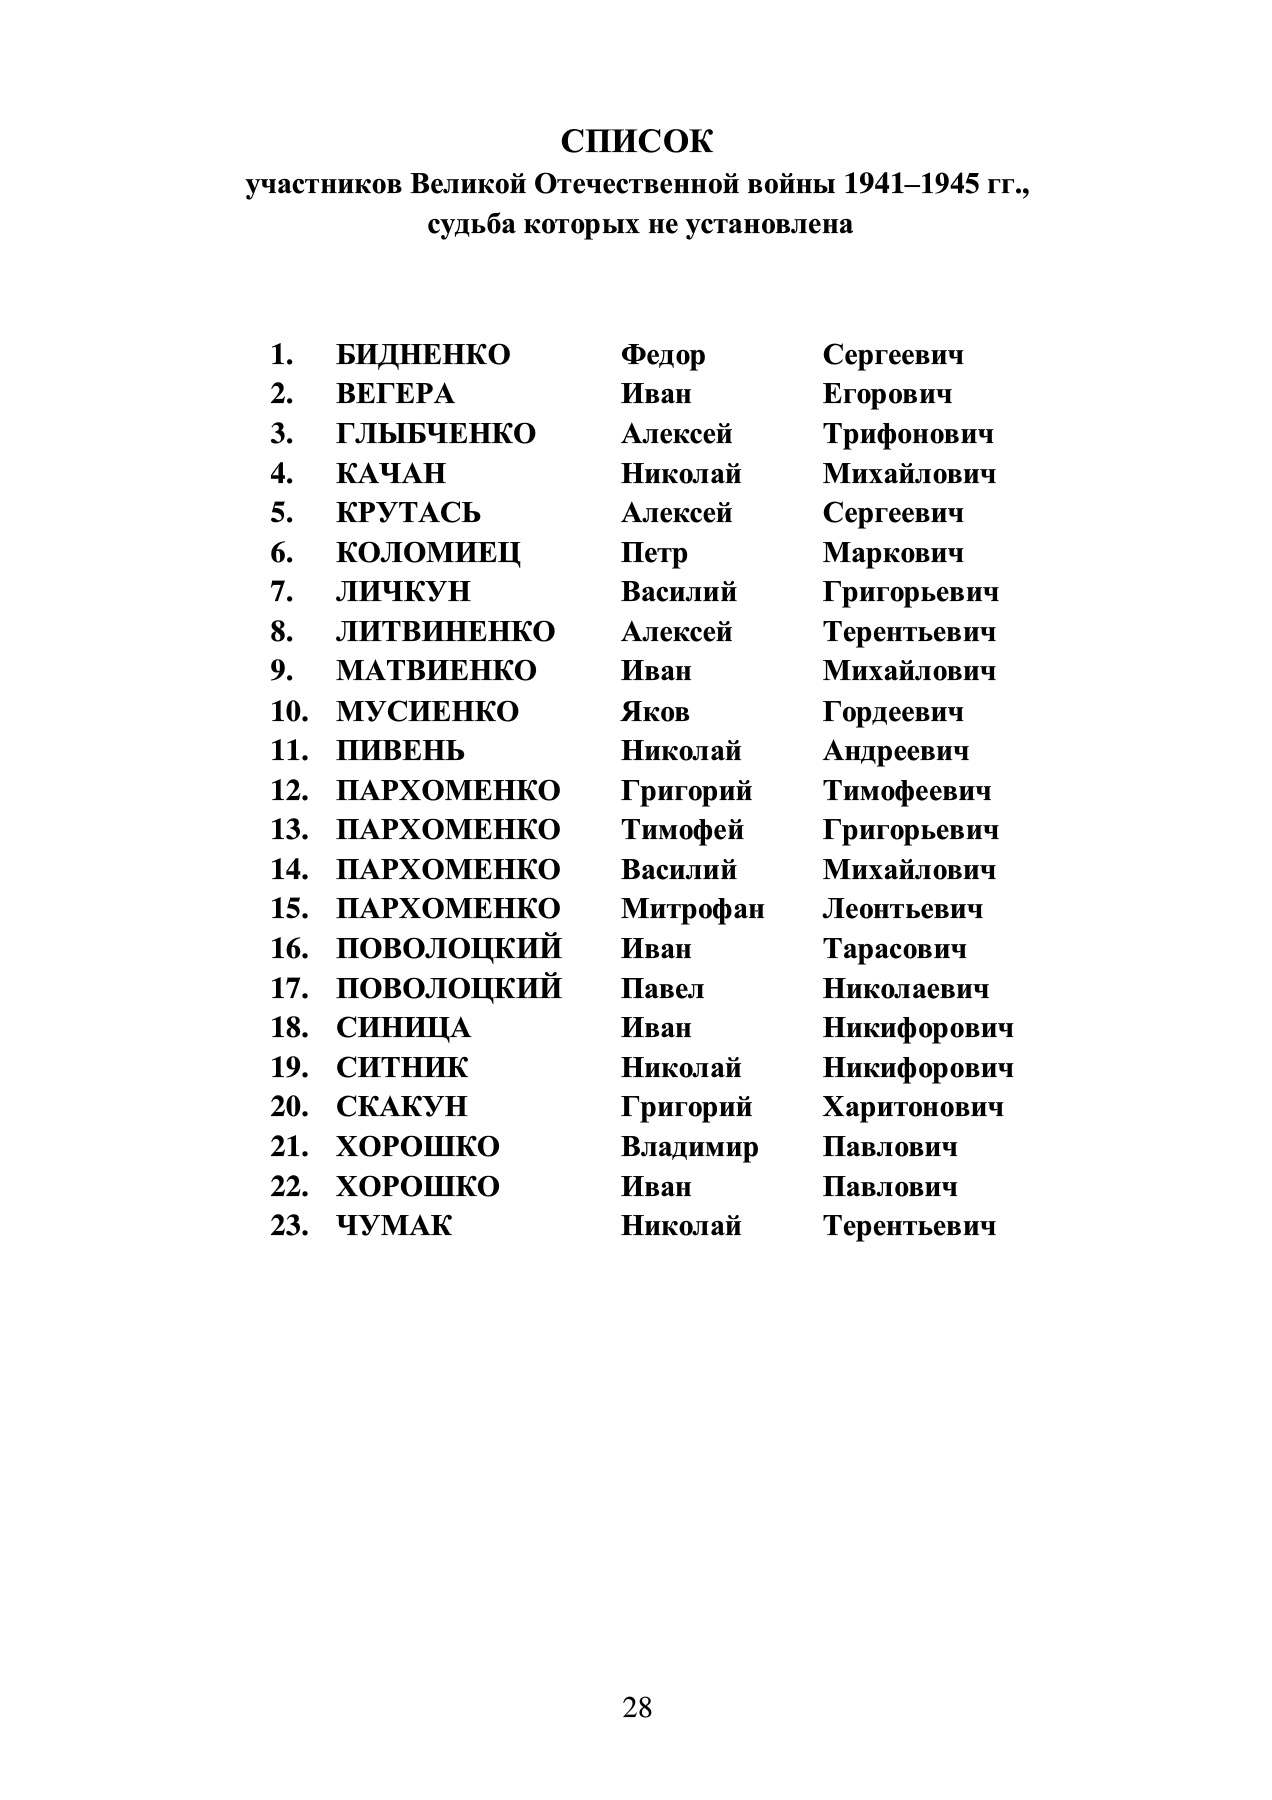 СПИСОК
участников Великой Отечественной войны 1941–1945 гг.,
судьба которых не установлена
1. БИДНЕНКО Федор Сергеевич
2. ВЕГЕРА Иван Егорович
3. ГЛЫБЧЕНКО Алексей Трифонович
4. КАЧАН Николай Михайлович
5. КРУТАСЬ Алексей Сергеевич
6. КОЛОМИЕЦ Петр Маркович
7. ЛИЧКУН Василий Григорьевич
8. ЛИТВИНЕНКО Алексей Терентьевич
9. МАТВИЕНКО Иван Михайлович
10. МУСИЕНКО Яков Гордеевич
11. ПИВЕНЬ Николай Андреевич
12. ПАРХОМЕНКО Григорий Тимофеевич
13. ПАРХОМЕНКО Тимофей Григорьевич
14. ПАРХОМЕНКО Василий Михайлович
15. ПАРХОМЕНКО Митрофан Леонтьевич
16. ПОВОЛОЦКИЙ Иван Тарасович
17. ПОВОЛОЦКИЙ Павел Николаевич
18. СИНИЦА Иван Никифорович
19. СИТНИК Николай Никифорович
20. СКАКУН Григорий Харитонович
21. ХОРОШКО Владимир Павлович
22. ХОРОШКО Иван Павлович
23. ЧУМАК Николай Терентьевич
28